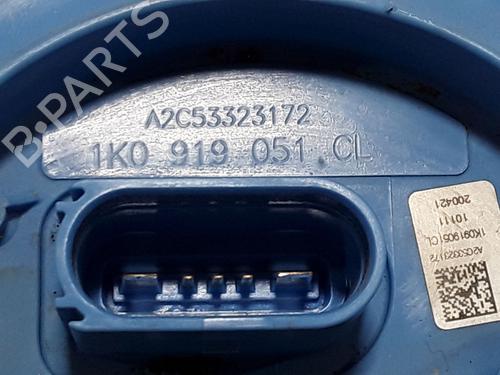 B-PARTS
A2C53323172
1K0 919 051 CL
A2C53323172
1K0919051CL
10111
200421